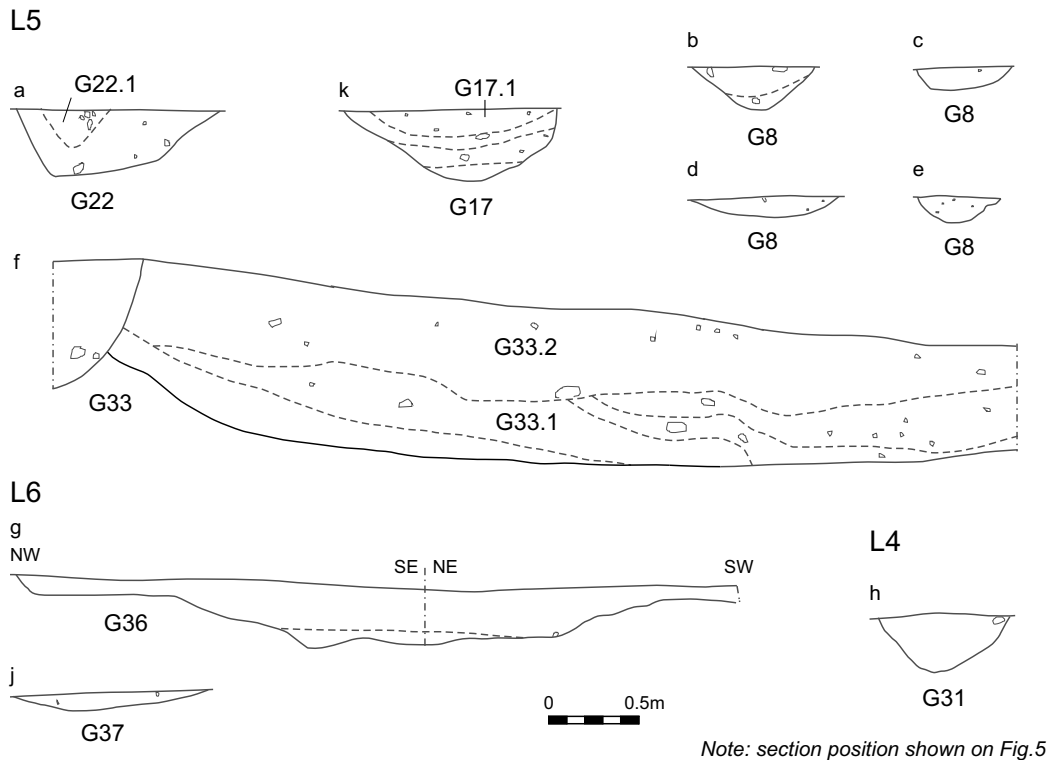 L5
a
G22.1
G22
k
G17.1
G17
b
G8
c
G8
d
G8
e
G8
f
G33.2
G33.1
G33
L6
g
NW
SE NE
SW
G36
L4
h
G31
j
G37
0 0.5m
Note: section position shown on Fig.5